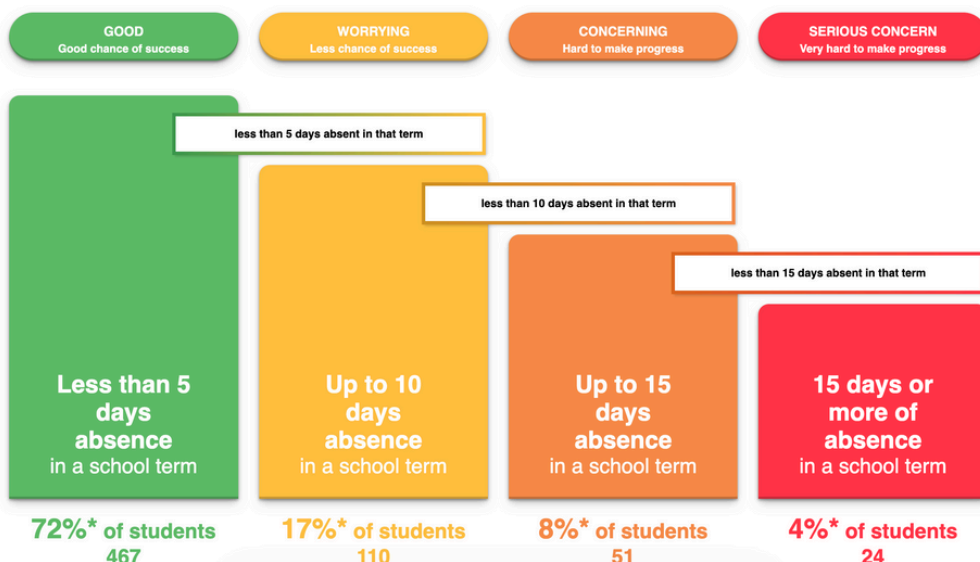 GOOD
Good chance of success
WORRYING
Less chance of success
CONCERNING
Hard to make progress
SERIOUS CONCERN
Very hard to make progress
less than 5 days absent in that term
less than 10 days absent in that term
less than 15 days absent in that term
Less than 5
days
absence
in a school term
Up to 10
days
absence
in a school term
Up to 15
days
absence
in a school term
15 days or
more of
absence
in a school term
72%* of students
467
17%* of students
110
8%* of students
51
4%* of students
24